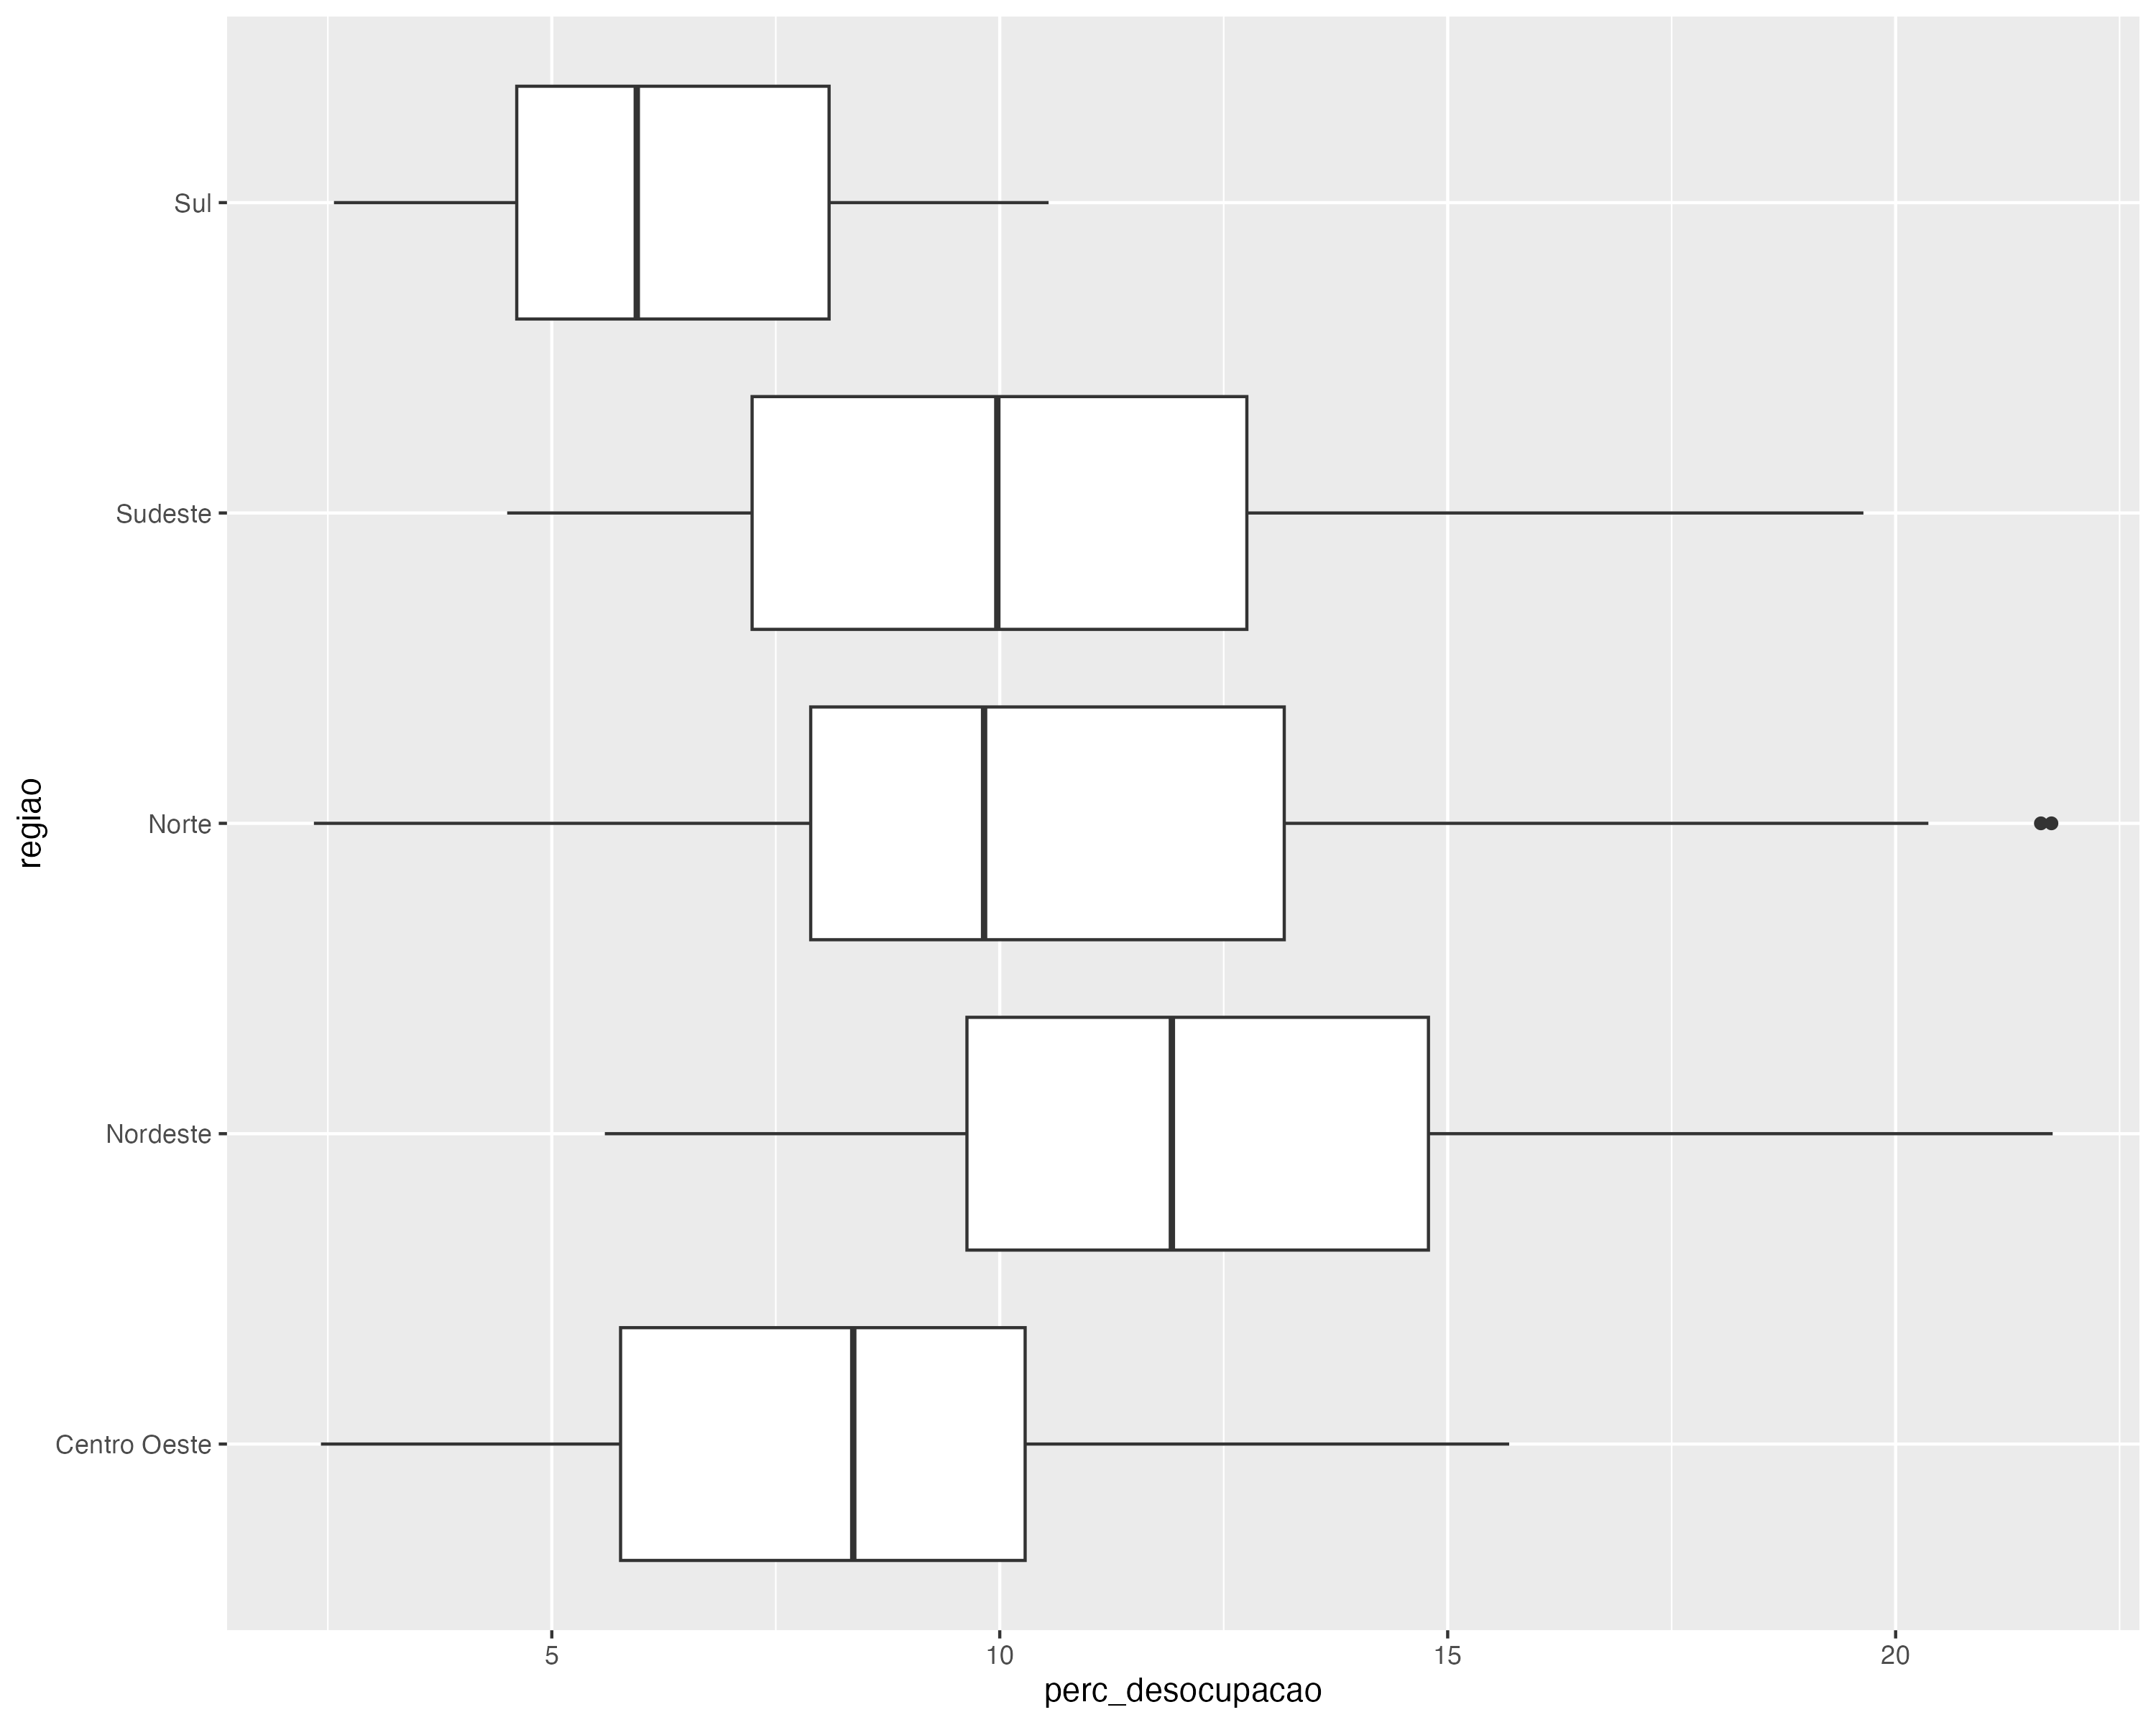 regiao
Sul
Sudeste
Norte
Nordeste
Centro Oeste
5 10 15 20
perc_desocupacao